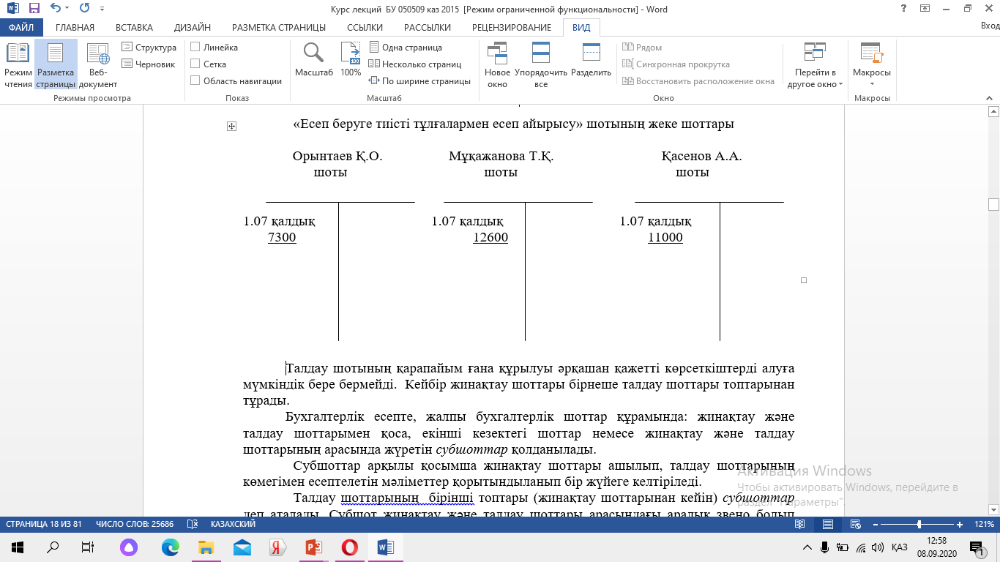 Курс лекций БУ 050509 каз 2015 [Режим ограниченной функциональности] - Word
ФАЙЛ ГЛАВНАЯ ВСТАВКА ДИЗАЙН РАЗМЕТКА СТРАНИЦЫ ССЫЛКИ РАССЫЛКИ РЕЦЕНЗИРОВАНИЕ ВИД Вход
Режим чтения
Разметка страницы
Веб-документ
Структура
Черновик
Режимы просмотра
Линейка
Сетка
Область навигации
Показ
Масштаб
100%
Одна страница
Несколько страниц
По ширине страницы
Масштаб
Новое окно
Упорядочить все
Разделить
Рядом
Синхронная прокрутка
Восстановить расположение окна
Перейти в другое окно
Окно
Макросы
Макросы
«Есеп беруге тиісті тұлғалармен есеп айырысу» шотының жеке шоттары
Орынтаев Қ.О. Мұқажанова Т.Қ. Қасенов А.А.
шоты шоты шоты
1.07 қалдық 1.07 қалдық 1.07 қалдық
7300 12600 11000
Талдау шотының қарапайым ғана құрылуы әрқашан қажетті көрсеткіштерді алуға
мүмкіндік бере бермейді. Кейбір жинақтау шоттары бірнеше талдау шоттары топтарынан
тұрады.
Бухгалтерлік есепте, жалпы бухгалтерлік шоттар құрамында: жинақтау және
талдау шоттарымен қоса, екінші кезектегі шоттар немесе жинақтау және талдау
шоттарының арасында жүретін субшоттар қолданылады.
Субшоттар арқылы қосымша жинақтау шоттары ашылып, талдау шоттарының
көмегімен есептелетін мәліметтер қорытындыланып бір жүйеге келтіріледі.
Талдау шоттарының бірінші топтары (жинақтау шоттарынан кейін) субшоттар
деп аталады. Субшот жинақтау және талдау шоттары арасындағы аралық звено болып
Активация Windows
Чтобы активировать Windows, перейдите в
раздел "Параметры".
СТРАНИЦА 18 ИЗ 81 ЧИСЛО СЛОВ: 25686 КАЗАХСКИЙ 121%
ҚАЗ
12:58
08.09.2020
1